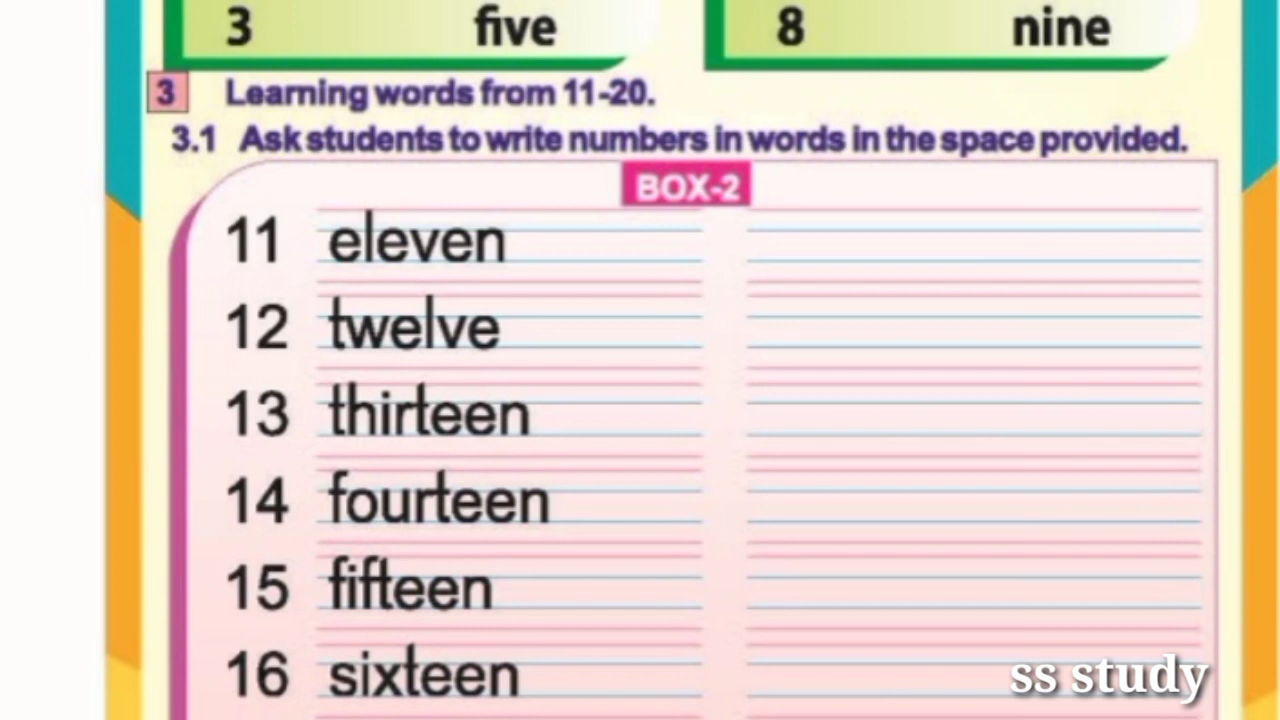 3 five 8 nine
3 Learning words from 11-20.
3.1 Ask students to write numbers in words in the space provided.
BOX-2
11 eleven
12 twelve
13 thirteen
14 fourteen
15 fifteen
16 sixteen
ss study